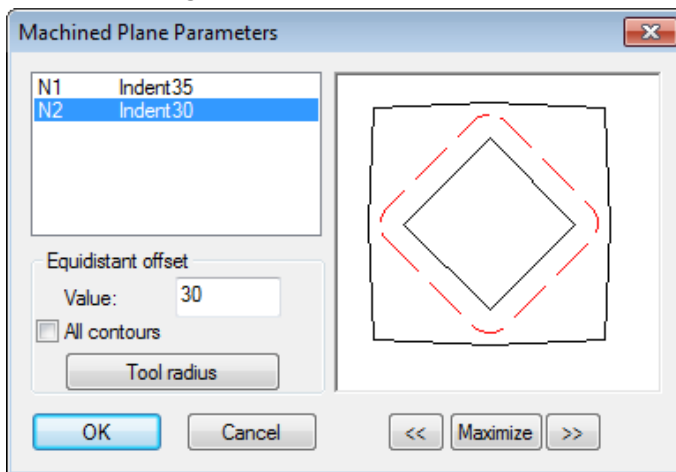 Machined Plane Parameters
N1 Indent35
N2 Indent30
Equidistant offset
Value: 30
All contours
Tool radius
OK Cancel << Maximize >>